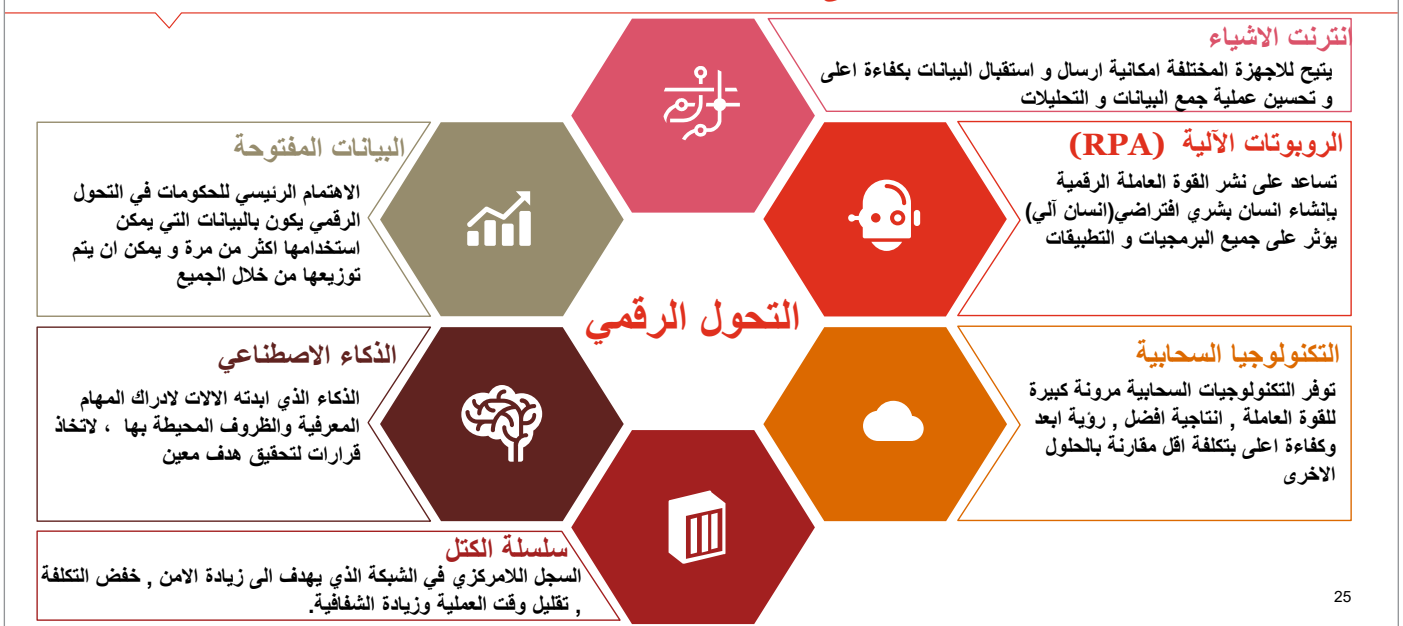 انترنت الاشياء
يتيح للاجهزة المختلفة امكانية ارسال و استقبال البيانات بكفاءة اعلى
و تحسين عملية جمع البيانات و التحليلات
الروبوتات الآلية (RPA)
تساعد على نشر القوة العاملة الرقمية
بإنشاء انسان بشري افتراضي(انسان آلي)
يؤثر على جميع البرمجيات و التطبيقات
البيانات المفتوحة
الاهتمام الرئيسي للحكومات في التحول
الرقمي يكون بالبيانات التي يمكن
استخدامها اكثر من مرة و يمكن ان يتم
توزيعها من خلال الجميع
التحول الرقمي
التكنولوجيا السحابية
توفر التكنولوجيات السحابية مرونة كبيرة
للقوة العاملة , انتاجية افضل , رؤية ابعد
وكفاءة اعلى بتكلفة اقل مقارنة بالحلول
الاخرى
الذكاء الاصطناعي
الذكاء الذي ابدته الالات لادراك المهام
المعرفية والظروف المحيطة بها ، لاتخاذ
قرارات لتحقيق هدف معين
سلسلة الكتل
السجل اللامركزي في الشبكة الذي يهدف الى زيادة الامن , خفض التكلفة
, تقليل وقت العملية وزيادة الشفافية.
25